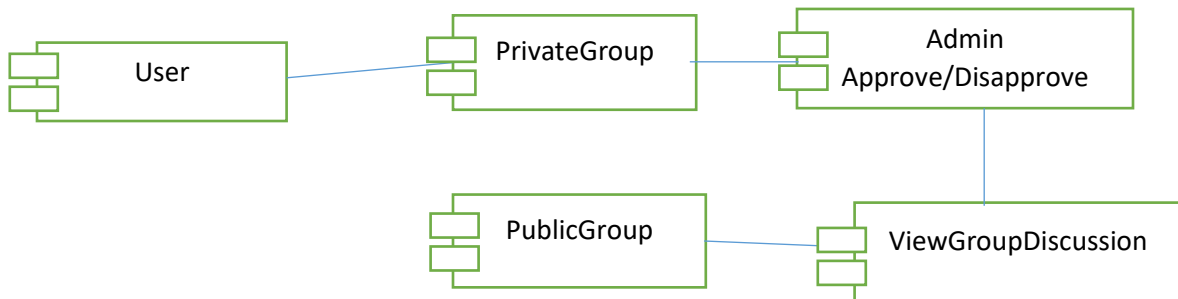 User
PrivateGroup
Admin
Approve/Disapprove
PublicGroup
ViewGroupDiscussion